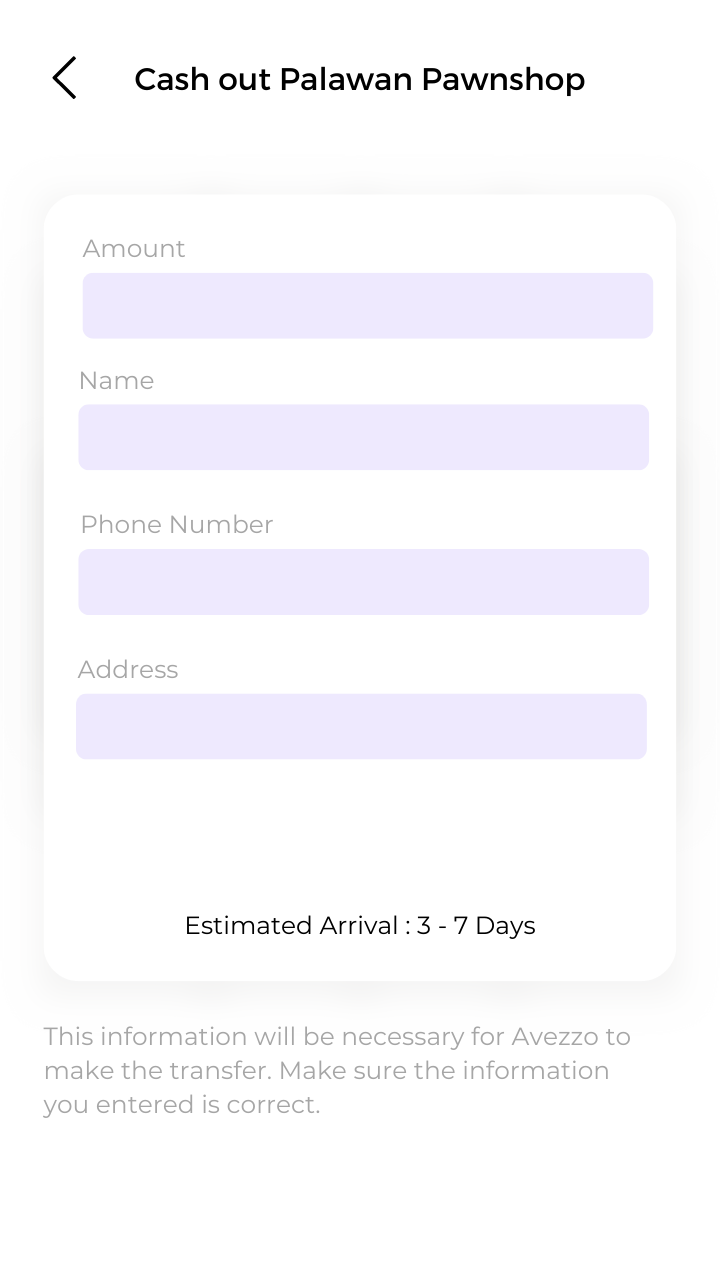 Cash out Palawan Pawnshop
Amount
Name
Phone Number
Address
Estimated Arrival : 3 - 7 Days
This information will be necessary for Avezzo to
make the transfer. Make sure the information
you entered is correct.